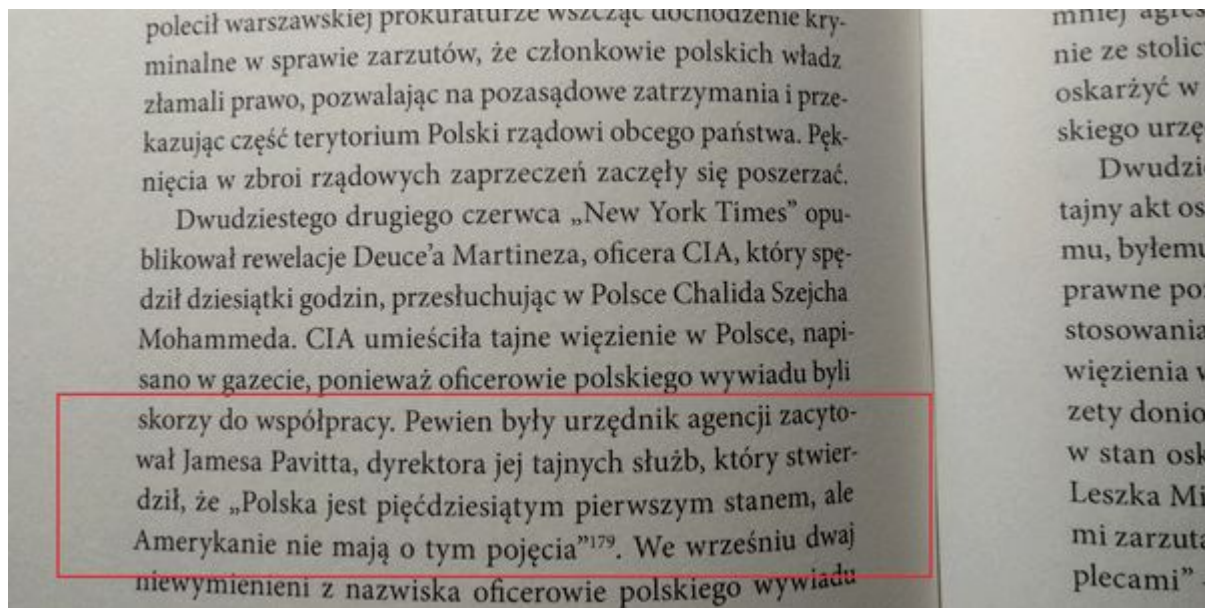 polecił warszawskiej prokuraturze wszcząć dochodzenie kry-
minalne w sprawie zarzutów, że członkowie polskich władz
złamali prawo, pozwalając na pozasądowe zatrzymania i prze-
kazując część terytorium Polski rządowi obcego państwa. Pęk-
nięcia w zbroi rządowych zaprzeczeń zaczęły się poszerzać.
Dwudziestego drugiego czerwca „New York Times” opu-
blikował rewelacje Deuce’a Martineza, oficera CIA, który spę-
dził dziesiątki godzin, przesłuchując w Polsce Chalida Szejcha
Mohammeda. CIA umieściła tajne więzienie w Polsce, napi-
sano w gazecie, ponieważ oficerowie polskiego wywiadu byli
skorzy do współpracy. Pewien były urzędnik agencji zacyto-
wał Jamesa Pavitta, dyrektora jej tajnych służb, który stwier-
dził, że „Polska jest pięćdziesiątym pierwszym stanem, ale
Amerykanie nie mają o tym pojęcia”179. We wrześniu dwaj
niewymienieni z nazwiska oficerowie polskiego wywiadu
mniej agres
nie ze stolic
oskarżyć w
skiego urzę
Dwudzie
tajny akt os
mu, byłemu
prawne po
stosowania
więzienia w
zety donio
w stan osk
Leszka Mi
mi zarzuta
plecami”